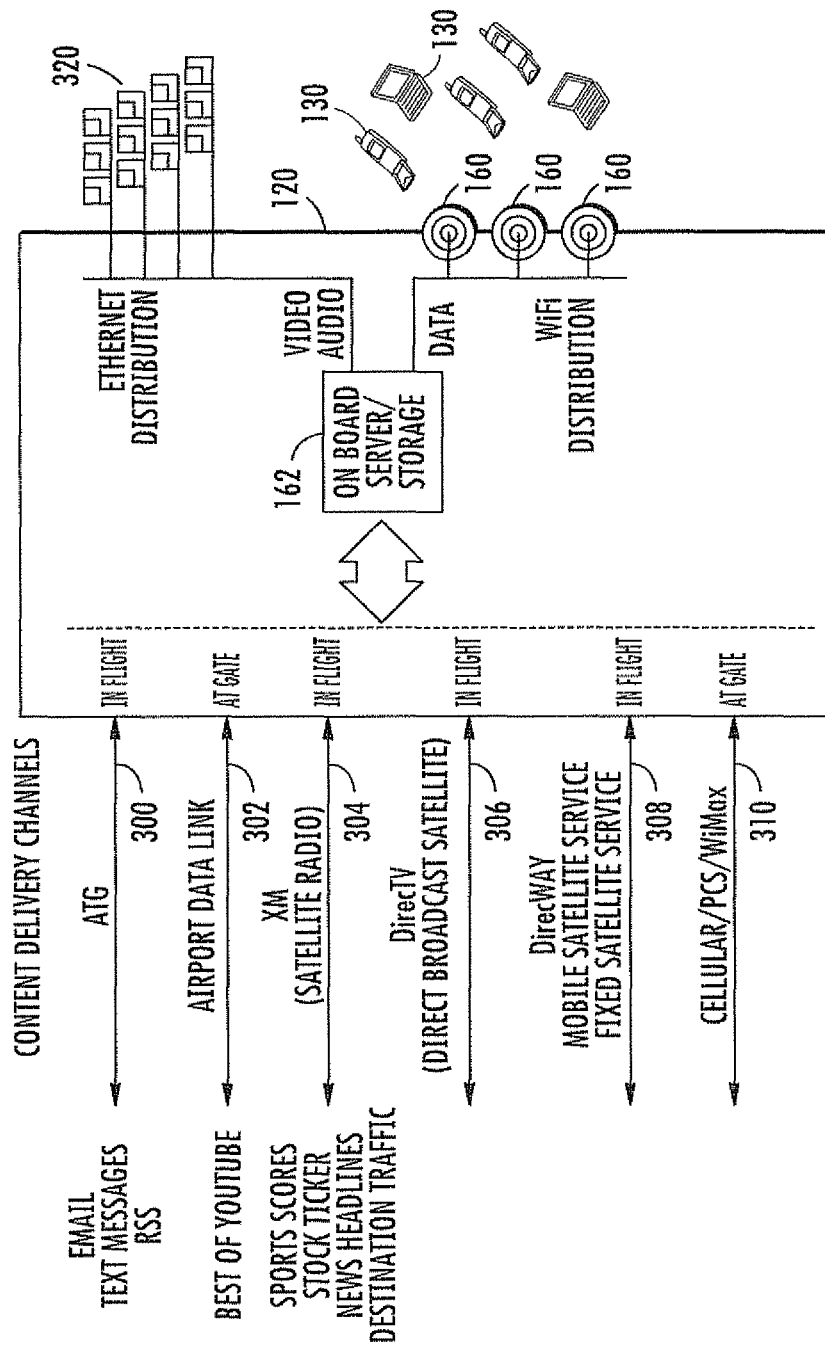 CONTENT DELIVERY CHANNELS
EMAIL
TEXT MESSAGES
RSS
ATG
300
IN FLIGHT
BEST OF YOUTUBE
AIRPORT DATA LINK
302
AT GATE
SPORTS SCORES
STOCK TICKER
NEWS HEADLINES
DESTINATION TRAFFIC
XM
(SATELLITE RADIO)
304
IN FLIGHT
DirecTV
(DIRECT BROADCAST SATELLITE)
306
IN FLIGHT
DirecWAY
MOBILE SATELLITE SERVICE
FIXED SATELLITE SERVICE
308
IN FLIGHT
CELLULAR/PCS/WiMax
310
AT GATE
162
ON BOARD
SERVER/
STORAGE
ETHERNET
DISTRIBUTION
VIDEO
AUDIO
DATA
WiFi
DISTRIBUTION
320
120
160
160
160
130
130